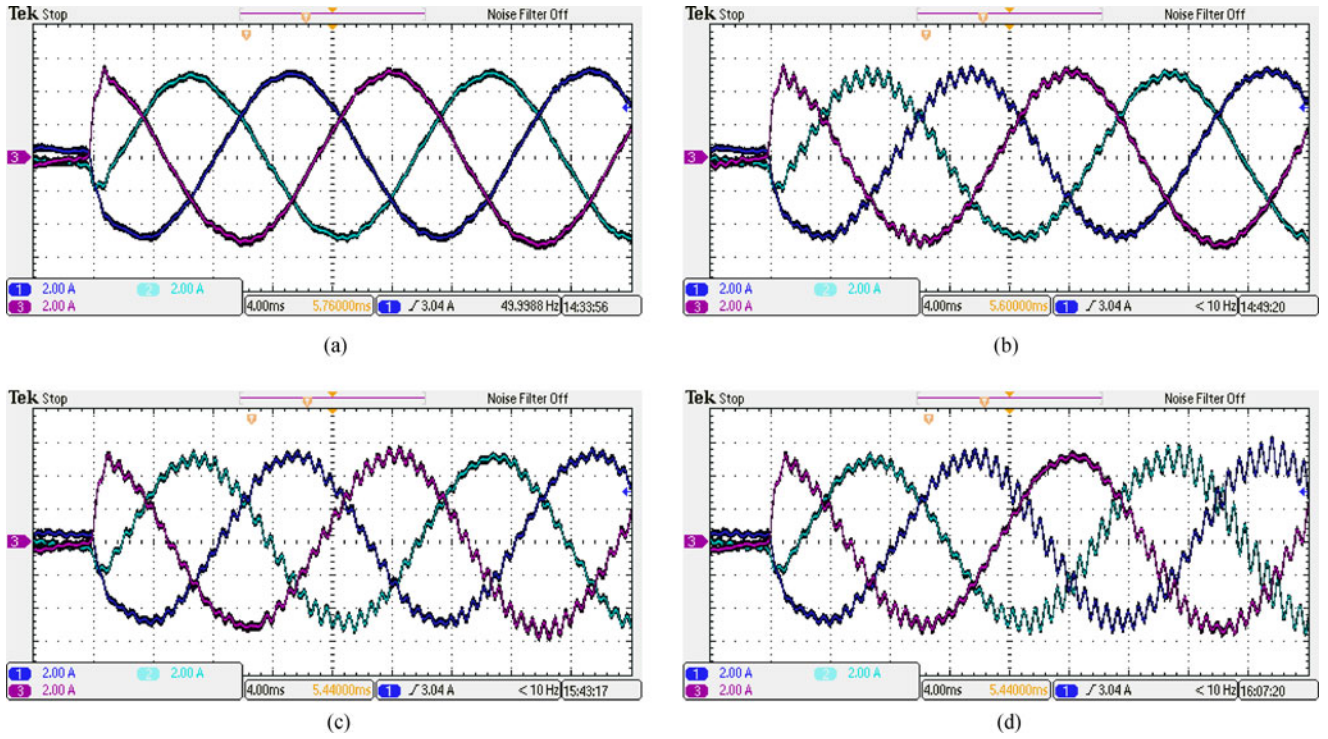 Tek Stop Noise Filter Off
3
1 2.00 A 2 2.00 A
3 2.00 A
4.00ms 5.76000ms 1 3.04 A 49.9988 Hz 14:33:56
(a)
Tek Stop Noise Filter Off
3
1 2.00 A 2 2.00 A
3 2.00 A
4.00ms 5.60000ms 1 3.04 A < 10 Hz 14:49:20
(b)
Tek Stop Noise Filter Off
3
1 2.00 A 2 2.00 A
3 2.00 A
4.00ms 5.44000ms 1 3.04 A < 10 Hz 15:43:17
(c)
Tek Stop Noise Filter Off
3
1 2.00 A 2 2.00 A
3 2.00 A
4.00ms 5.44000ms 1 3.04 A < 10 Hz 16:07:20
(d)